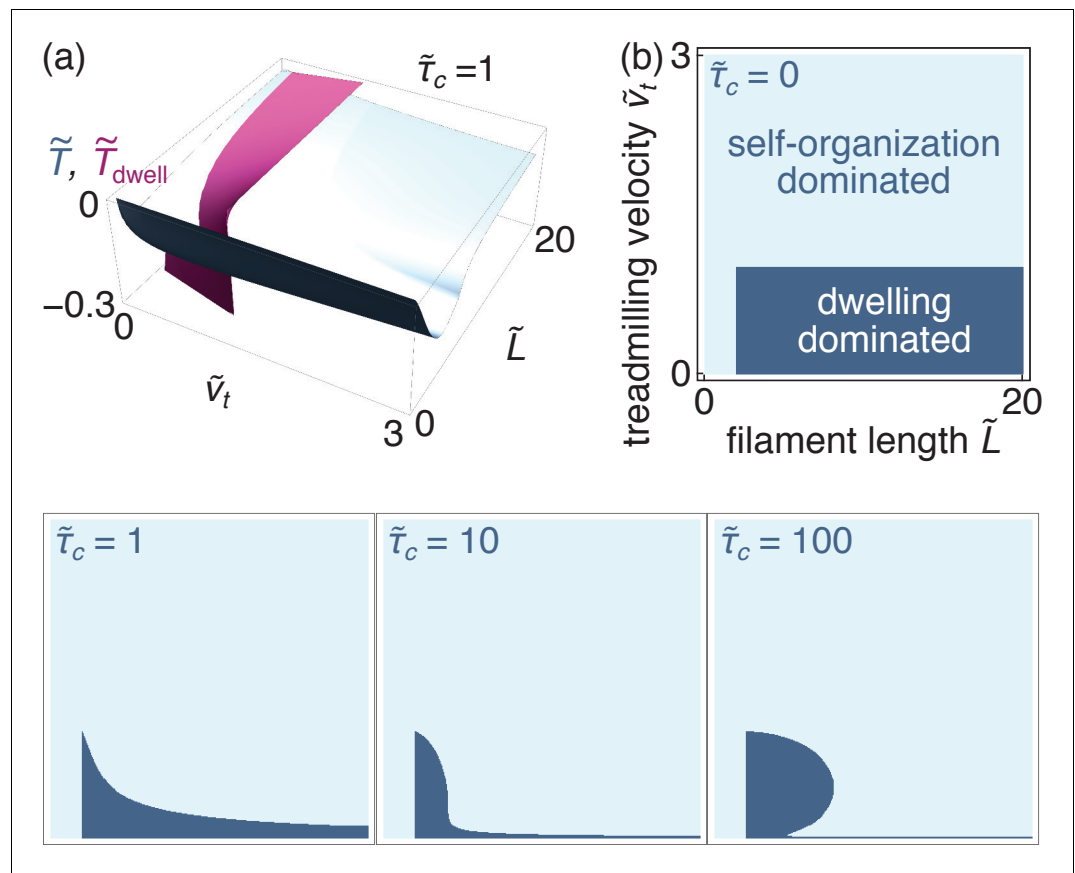 (a)
τ̃c =1
T̃, T̃dwell
0
−0.3
0
ṽt
3
0
L̃
20
(b)
3
τ̃c = 0
self-organization
dominated
dwelling
dominated
0
0
20
treadmilling velocity ṽt
filament length L̃
τ̃c = 1
τ̃c = 10
τ̃c = 100